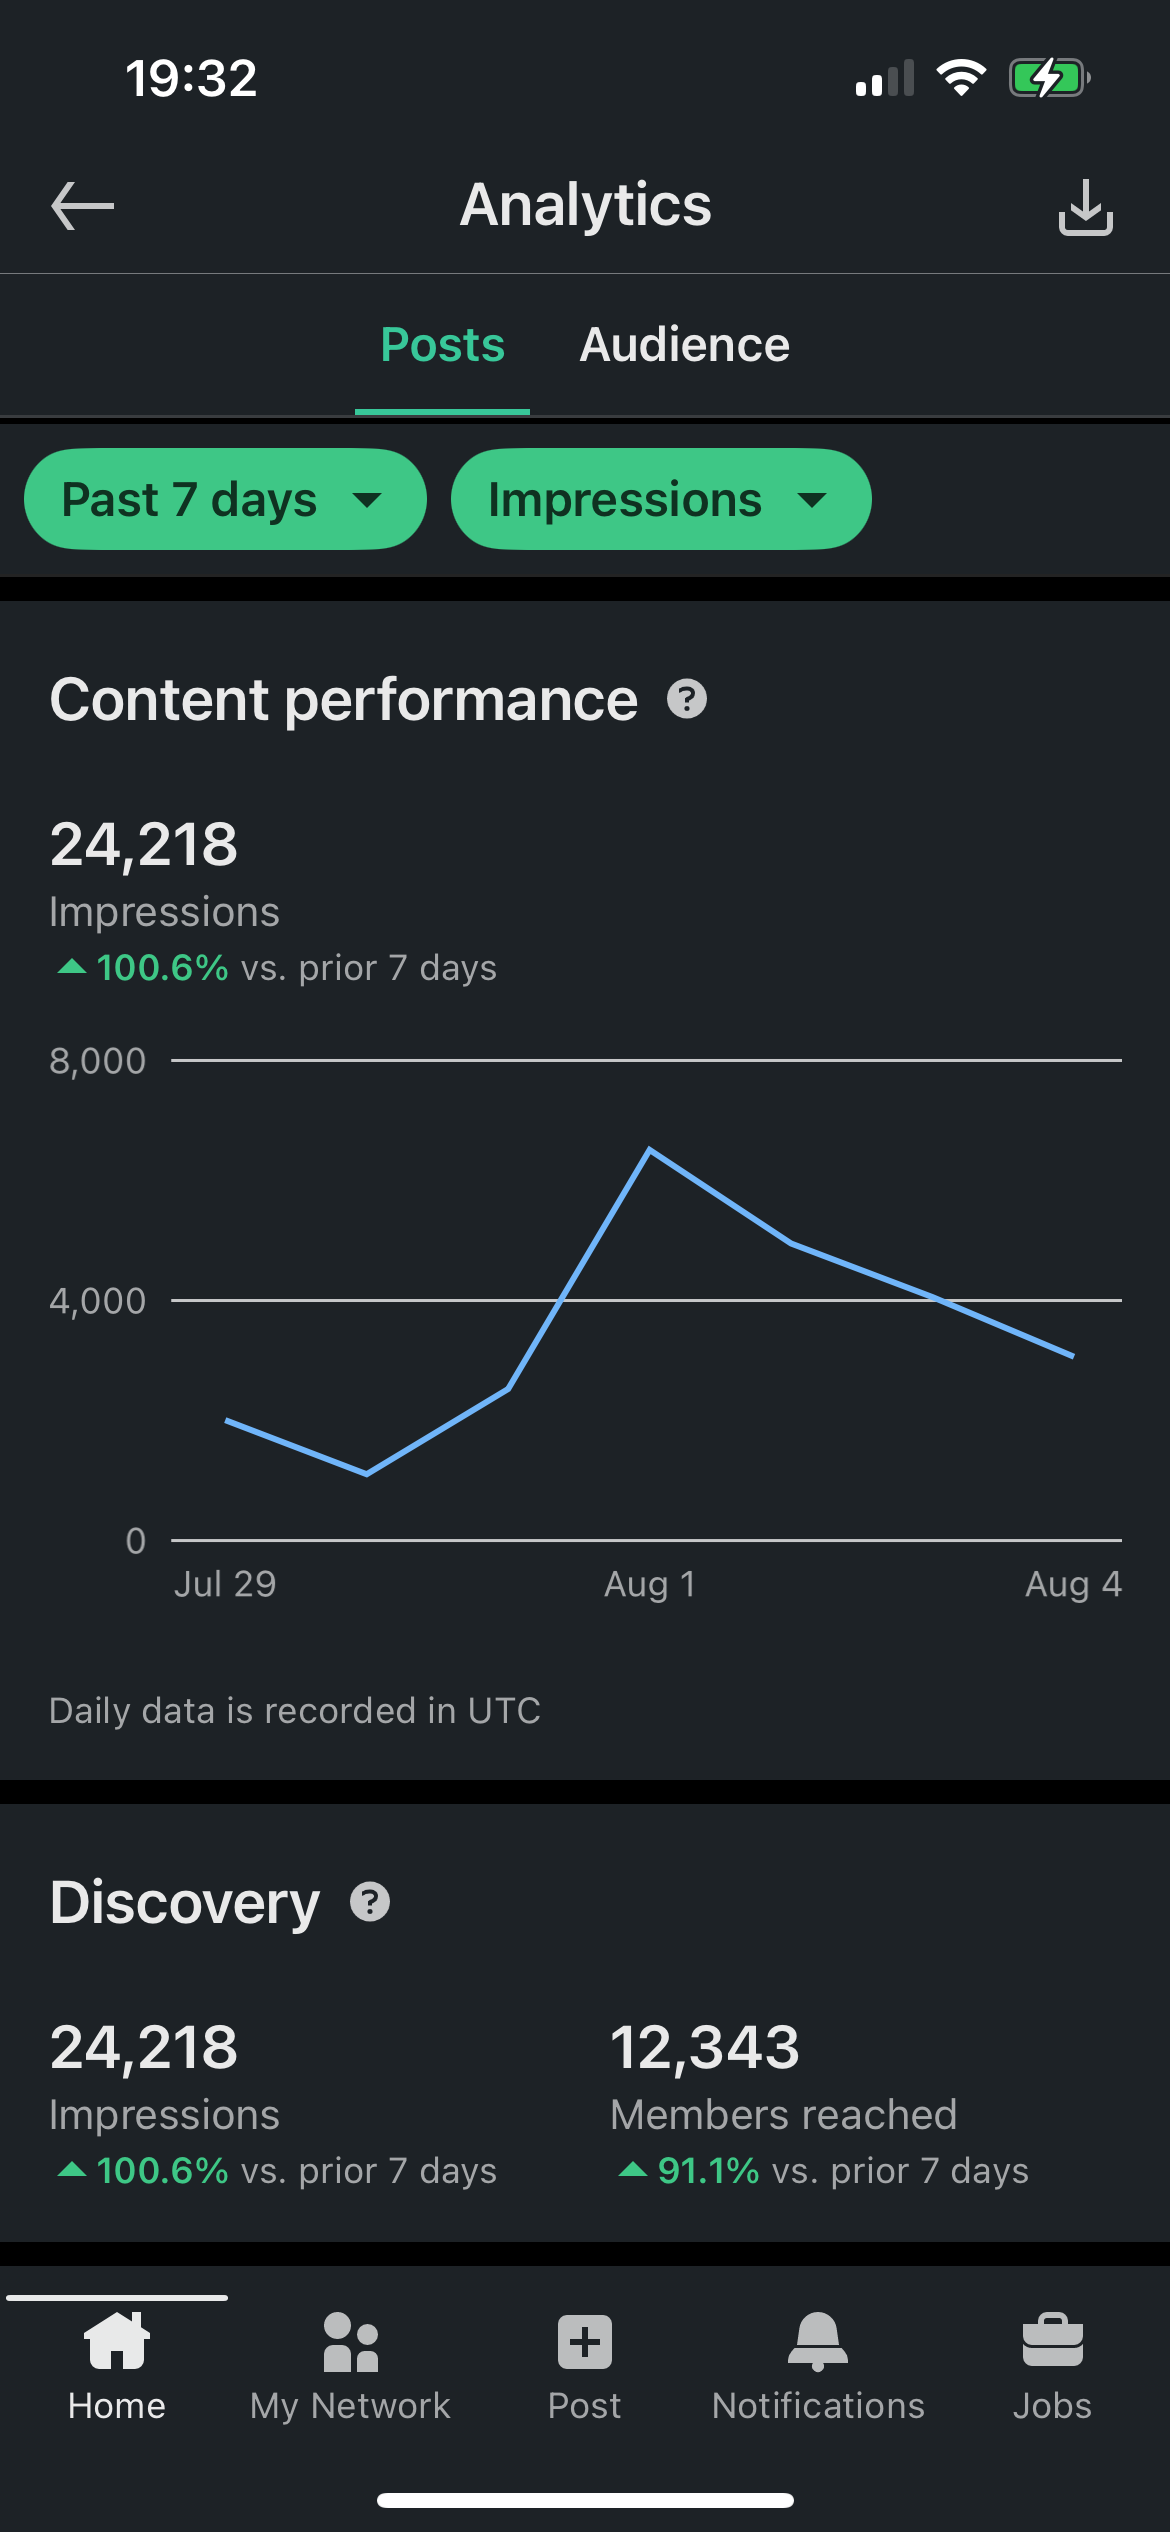 19:32
Analytics
Posts Audience
Past 7 days Impressions
Content performance ?
24,218
Impressions
100.6% vs. prior 7 days
8,000
4,000
0
Jul 29 Aug 1 Aug 4
Daily data is recorded in UTC
Discovery ?
24,218 12,343
Impressions Members reached
100.6% vs. prior 7 days 91.1% vs. prior 7 days
Home My Network Post Notifications Jobs